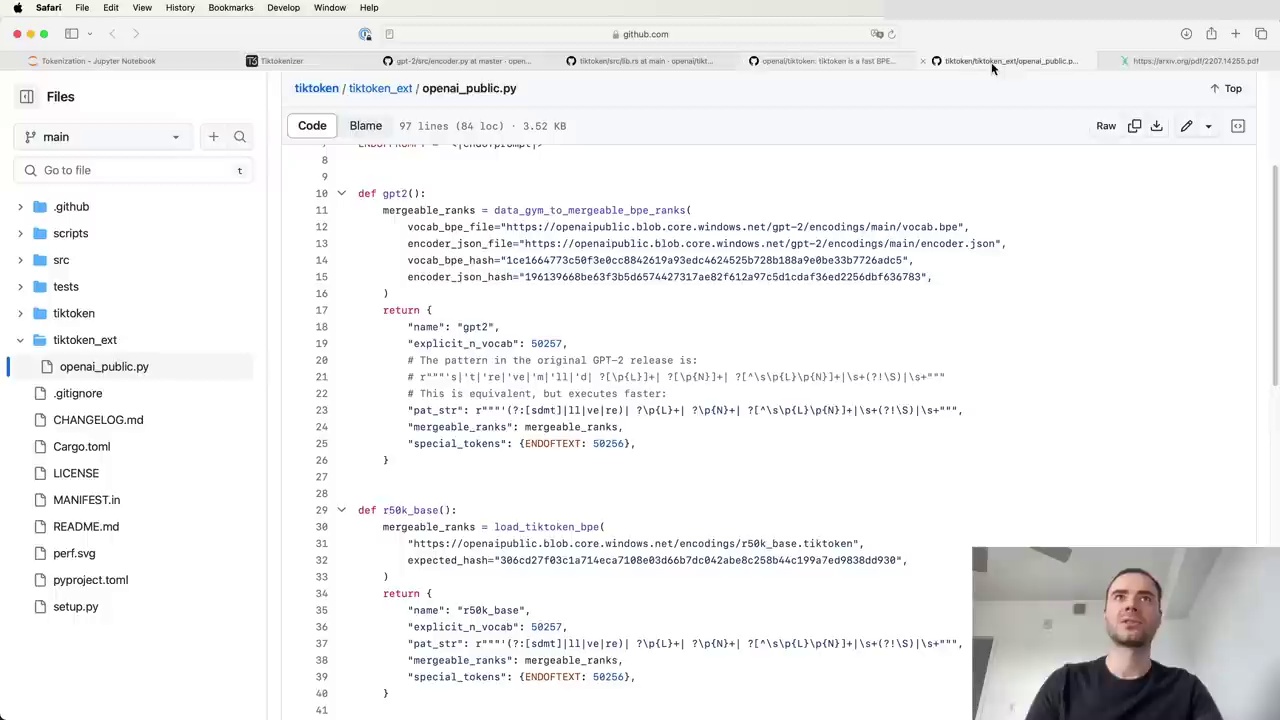 Safari File Edit View History Bookmarks Develop Window Help
github.com
Tokenization - Jupyter Notebook
Tiktokenizer
gpt-2/src/encoder.py at master · open...
tiktoken/src/lib.rs at main · openai/tikt...
openai/tiktoken: tiktoken is a fast BPE...
tiktoken/tiktoken_ext/openai_public.p...
https://arxiv.org/pdf/2207.14255.pdf
Files
tiktoken / tiktoken_ext / openai_public.py
Top
main
Code Blame 97 lines (84 loc) · 3.52 KB
Raw
Go to file t
.github
scripts
src
tests
tiktoken
tiktoken_ext
openai_public.py
.gitignore
CHANGELOG.md
Cargo.toml
LICENSE
MANIFEST.in
README.md
perf.svg
pyproject.toml
setup.py
8
9
10 def gpt2():
11 mergeable_ranks = data_gym_to_mergeable_bpe_ranks(
12 vocab_bpe_file="https://openaipublic.blob.core.windows.net/gpt-2/encodings/main/vocab.bpe",
13 encoder_json_file="https://openaipublic.blob.core.windows.net/gpt-2/encodings/main/encoder.json",
14 vocab_bpe_hash="1ce1664773c50f3e0cc8842619a93edc4624525b728b188a9e0be33b7726adc5",
15 encoder_json_hash="196139668be63f3b5d6574427317ae82f612a97c5d1cdaf36ed2256dbf636783",
16 )
17 return {
18 "name": "gpt2",
19 "explicit_n_vocab": 50257,
20 # The pattern in the original GPT-2 release is:
21 # r"""'s|'t|'re|'ve|'m|'ll|'d| ?[\p{L}]+| ?[\p{N}]+| ?[^\s\p{L}\p{N}]+|\s+(?!\S)|\s+"""
22 # This is equivalent, but executes faster:
23 "pat_str": r"""'(?:[sdmt]|ll|ve|re)| ?\p{L}+| ?\p{N}+| ?[^\s\p{L}\p{N}]+|\s+(?!\S)|\s+""",
24 "mergeable_ranks": mergeable_ranks,
25 "special_tokens": {ENDOFTEXT: 50256},
26 }
27
28
29 def r50k_base():
30 mergeable_ranks = load_tiktoken_bpe(
31 "https://openaipublic.blob.core.windows.net/encodings/r50k_base.tiktoken",
32 expected_hash="306cd27f03c1a714eca7108e03d66b7dc042abe8c258b44c199a7ed9838dd930",
33 )
34 return {
35 "name": "r50k_base",
36 "explicit_n_vocab": 50257,
37 "pat_str": r"""'(?:[sdmt]|ll|ve|re)| ?\p{L}+| ?\p{N}+| ?[^\s\p{L}\p{N}]+|\s+(?!\S)|\s+""",
38 "mergeable_ranks": mergeable_ranks,
39 "special_tokens": {ENDOFTEXT: 50256},
40 }
41